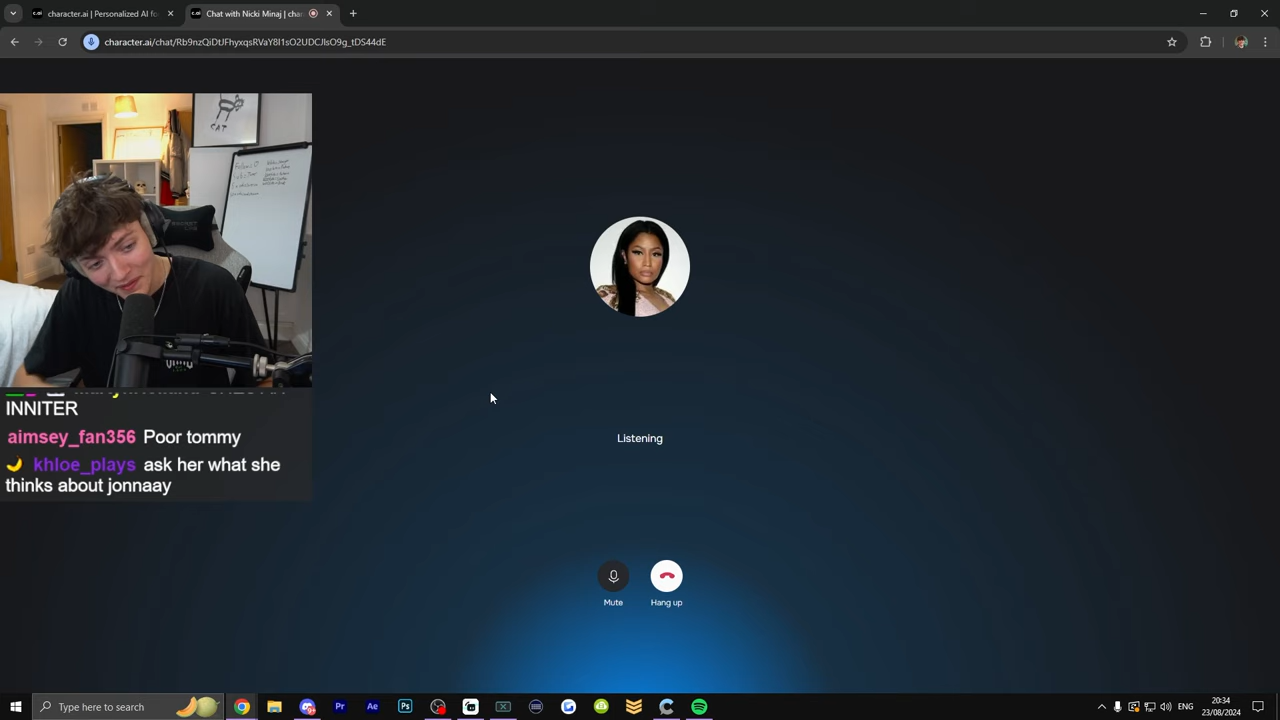 character.ai | Personalized AI fo
Chat with Nicki Minaj | char
character.ai/chat/Rb9nzQiDtJFhyxqsRVaY8I1sO2UDCJlsO9g_tDS44dE
CAT
INNITER
aimsey_fan356 Poor tommy
khloe_plays ask her what she
thinks about jonnaay
Listening
Mute
Hang up
Type here to search
ENG
20:34
23/08/2024